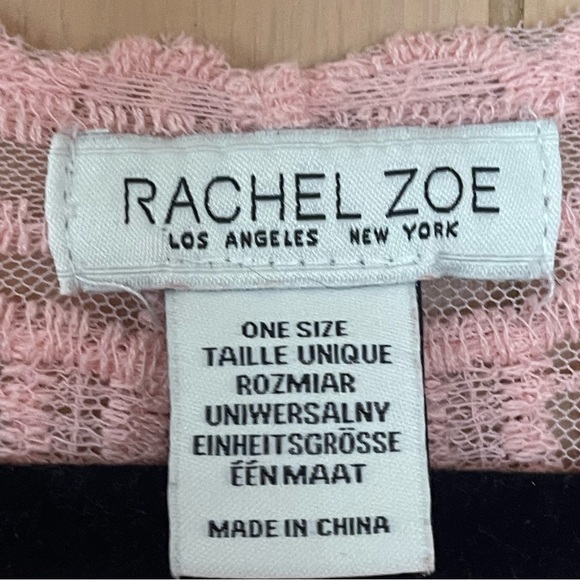 RACHEL ZOE
LOS ANGELES NEW YORK
ONE SIZE
TAILLE UNIQUE
ROZMIAR
UNIWERSALNY
EINHEITSGRÖSSE
ÉÉN MAAT
MADE IN CHINA